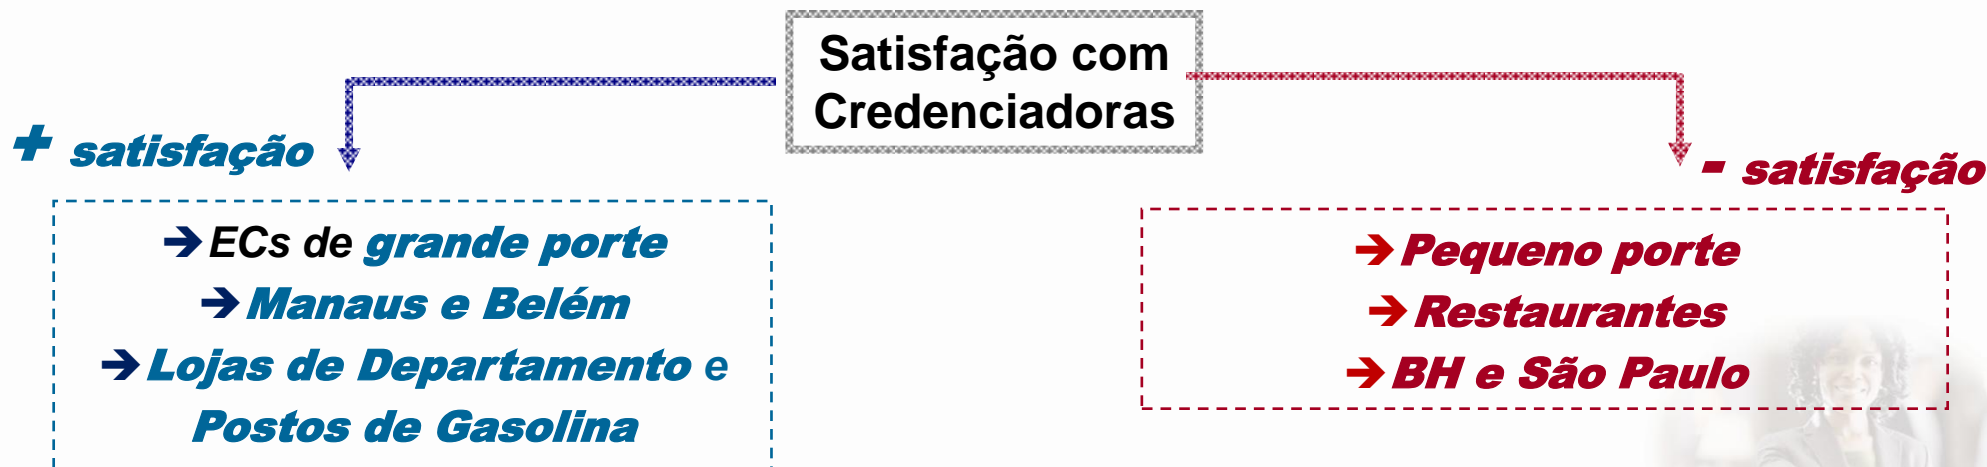 Satisfação com
Credenciadoras
+ satisfação
➔ECs de grande porte
➔Manaus e Belém
➔Lojas de Departamento e
Postos de Gasolina
- satisfação
➔Pequeno porte
➔Restaurantes
➔BH e São Paulo